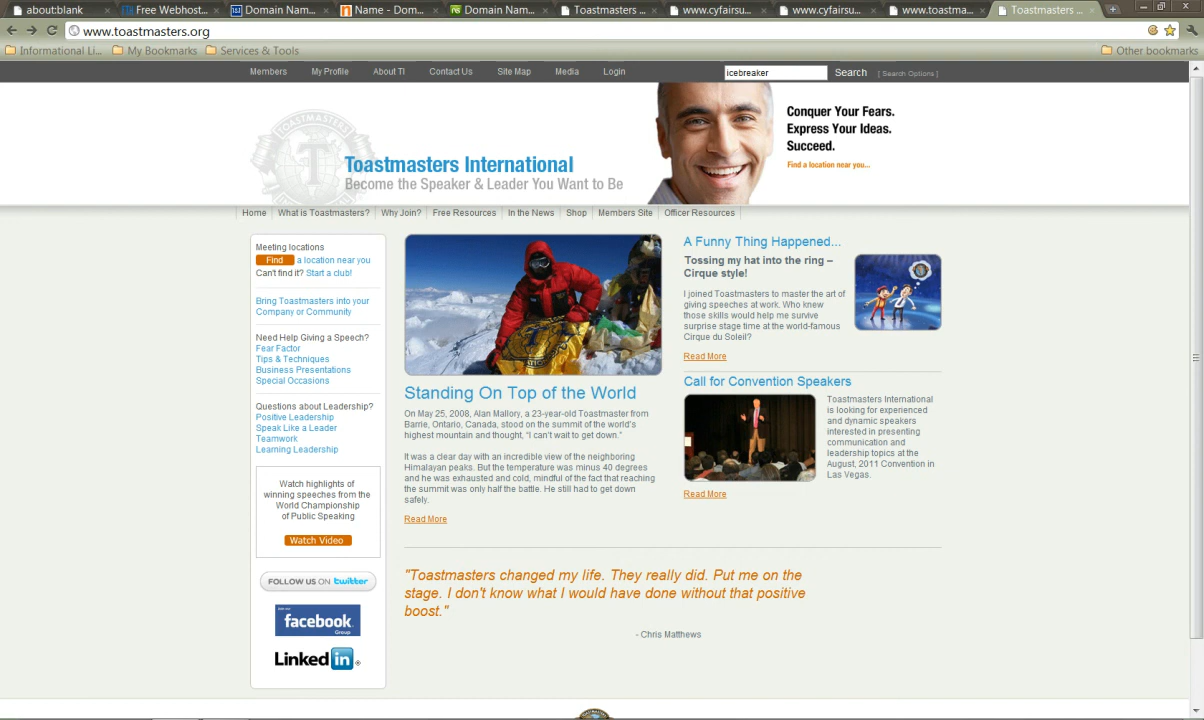 about:blank
Free Webhost...
Domain Nam...
Name - Dom...
Domain Nam...
Toastmasters ...
www.cyfairsu...
www.cyfairsu...
www.toastma...
Toastmasters ...
www.toastmasters.org
Informational Li...
My Bookmarks
Services & Tools
Other bookmarks
Members
My Profile
About TI
Contact Us
Site Map
Media
Login
icebreaker
Search
[ Search Options ]
TOASTMASTERS
T
Toastmasters International
Become the Speaker & Leader You Want to Be
Conquer Your Fears.
Express Your Ideas.
Succeed.
Find a location near you...
Home
What is Toastmasters?
Why Join?
Free Resources
In the News
Shop
Members Site
Officer Resources
Meeting locations
Find a location near you
Can't find it? Start a club!
Bring Toastmasters into your
Company or Community
Need Help Giving a Speech?
Fear Factor
Tips & Techniques
Business Presentations
Special Occasions
Questions about Leadership?
Positive Leadership
Speak Like a Leader
Teamwork
Learning Leadership
Watch highlights of
winning speeches from the
World Championship
of Public Speaking
Watch Video
FOLLOW US ON twitter
facebook
Group
Linked in
Standing On Top of the World
On May 25, 2008, Alan Mallory, a 23-year-old Toastmaster from
Barrie, Ontario, Canada, stood on the summit of the world's
highest mountain and thought, "I can't wait to get down."
It was a clear day with an incredible view of the neighboring
Himalayan peaks. But the temperature was minus 40 degrees
and he was exhausted and cold, mindful of the fact that reaching
the summit was only half the battle. He still had to get down
safely.
Read More
A Funny Thing Happened...
Tossing my hat into the ring –
Cirque style!
I joined Toastmasters to master the art of
giving speeches at work. Who knew
those skills would help me survive
surprise stage time at the world-famous
Cirque du Soleil?
Read More
Call for Convention Speakers
Toastmasters International
is looking for experienced
and dynamic speakers
interested in presenting
communication and
leadership topics at the
August, 2011 Convention in
Las Vegas.
Read More
"Toastmasters changed my life. They really did. Put me on the
stage. I don't know what I would have done without that positive
boost."
- Chris Matthews